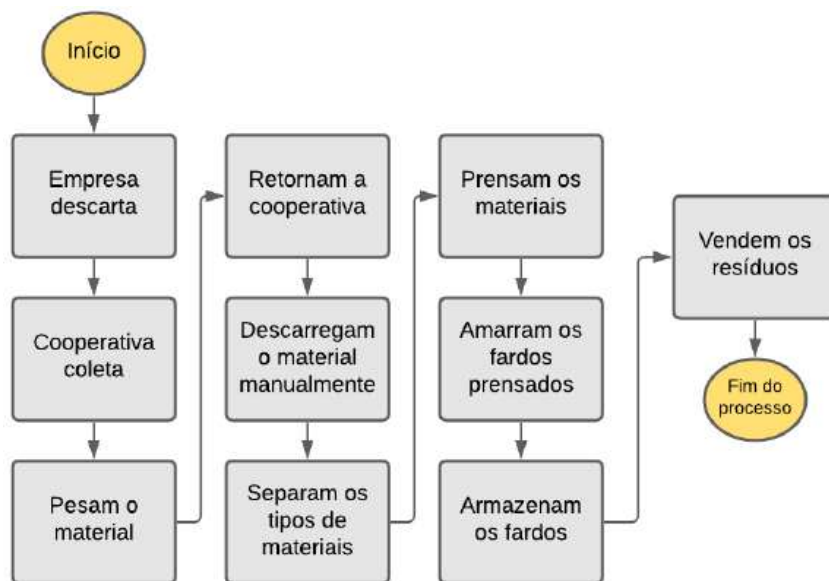 Início
Empresa
descarta
Cooperativa
coleta
Pesam o
material
Retornam a
cooperativa
Descarregam
o material
manualmente
Separam os
tipos de
materiais
Prensam os
materiais
Amarram os
fardos
prensados
Armazenam
os fardos
Vendem os
resíduos
Fim do
processo